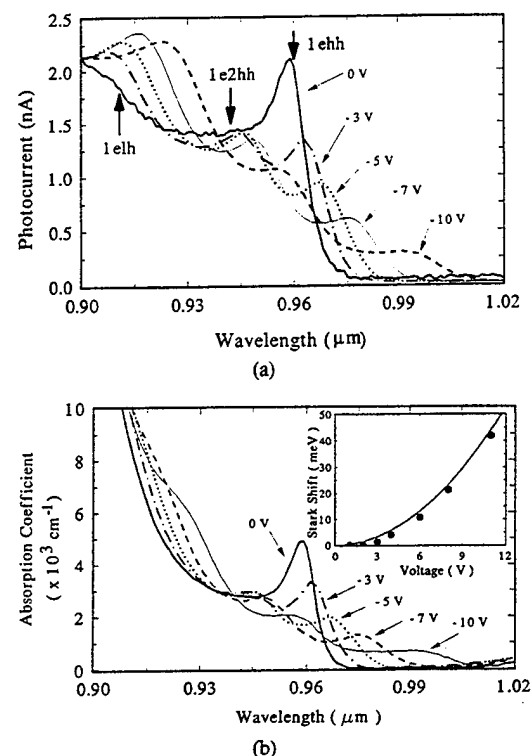 2.5
2.0
1.5
1.0
0.5
0.0
Photocurrent (nA)
1elh
1e2hh
1ehh
0 V
-3 V
-5 V
-7 V
-10 V
0.90 0.93 0.96 0.99 1.02
Wavelength (μm)
(a)
10
8
6
4
2
0
Absorption Coefficient
( x 10³ cm⁻¹ )
0 V
-3 V
-5 V
-7 V
-10 V
50
40
30
20
10
0
Stark Shift ( meV )
0 3 6 9 12
Voltage ( V )
0.90 0.93 0.96 0.99 1.02
Wavelength ( μm )
(b)